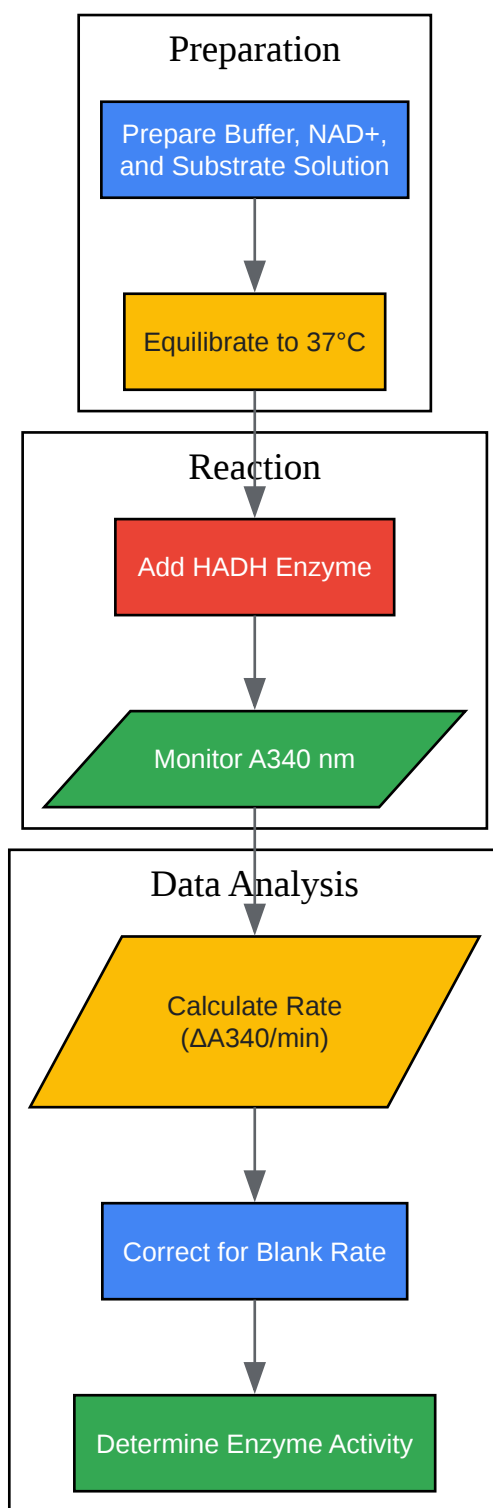 Preparation
Prepare Buffer, NAD+,
and Substrate Solution
Equilibrate to 37°C
Reaction
Add HADH Enzyme
Monitor A340 nm
Data Analysis
Calculate Rate
(ΔA340/min)
Correct for Blank Rate
Determine Enzyme Activity